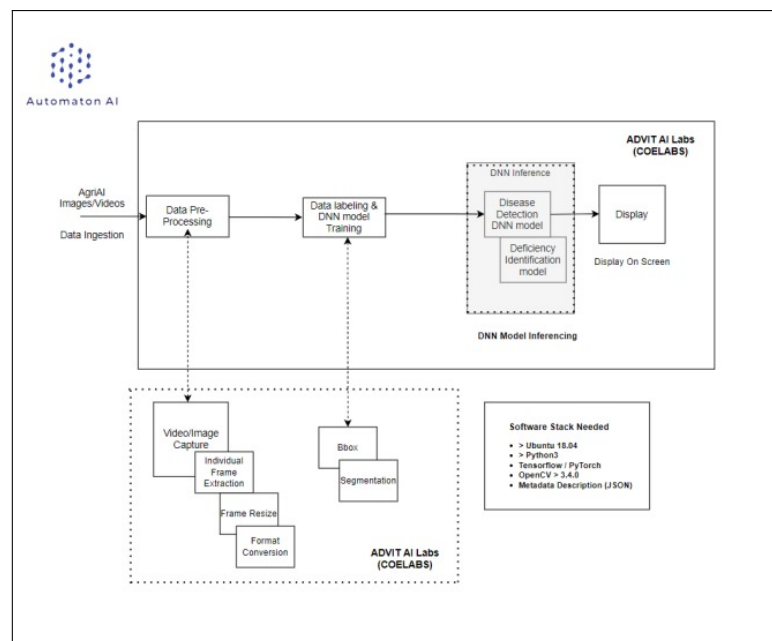 Automaton AI
ADVIT AI Labs
(COELABS)
AgriAI
Images/Videos
Data Ingestion
Data Pre-
Processing
Data labeling &
DNN model
Training
DNN Inference
Disease
Detection
DNN model
Deficiency
Identification
model
Display
Display On Screen
DNN Model Inferencing
Video/Image
Capture
Individual
Frame
Extraction
Frame Resize
Format
Conversion
Bbox
Segmentation
ADVIT AI Labs
(COELABS)
Software Stack Needed
• > Ubuntu 18.04
• > Python3
• Tensorflow / PyTorch
• OpenCV > 3.4.0
• Metadata Description (JSON)